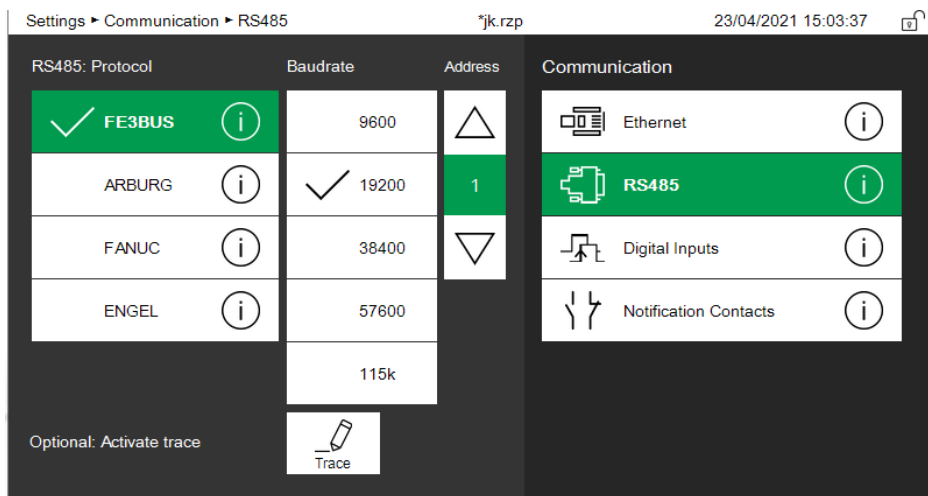 Settings ▸ Communication ▸ RS485 *jk.rzp 23/04/2021 15:03:37
RS485: Protocol Baudrate Address Communication
FE3BUS i 9600 Ethernet i
ARBURG i 19200 1 RS485 i
FANUC i 38400 Digital Inputs i
ENGEL i 57600 Notification Contacts i
115k
Optional: Activate trace
Trace